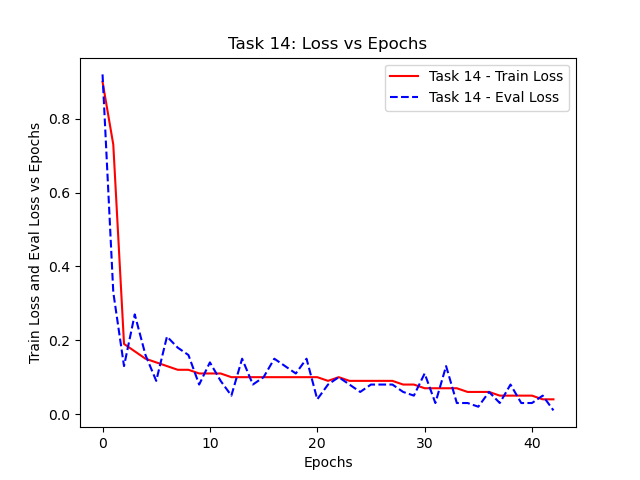 Task 14: Loss vs Epochs
Task 14 - Train Loss
Task 14 - Eval Loss
Train Loss and Eval Loss vs Epochs
0.8
0.6
0.4
0.2
0.0
0 10 20 30 40
Epochs